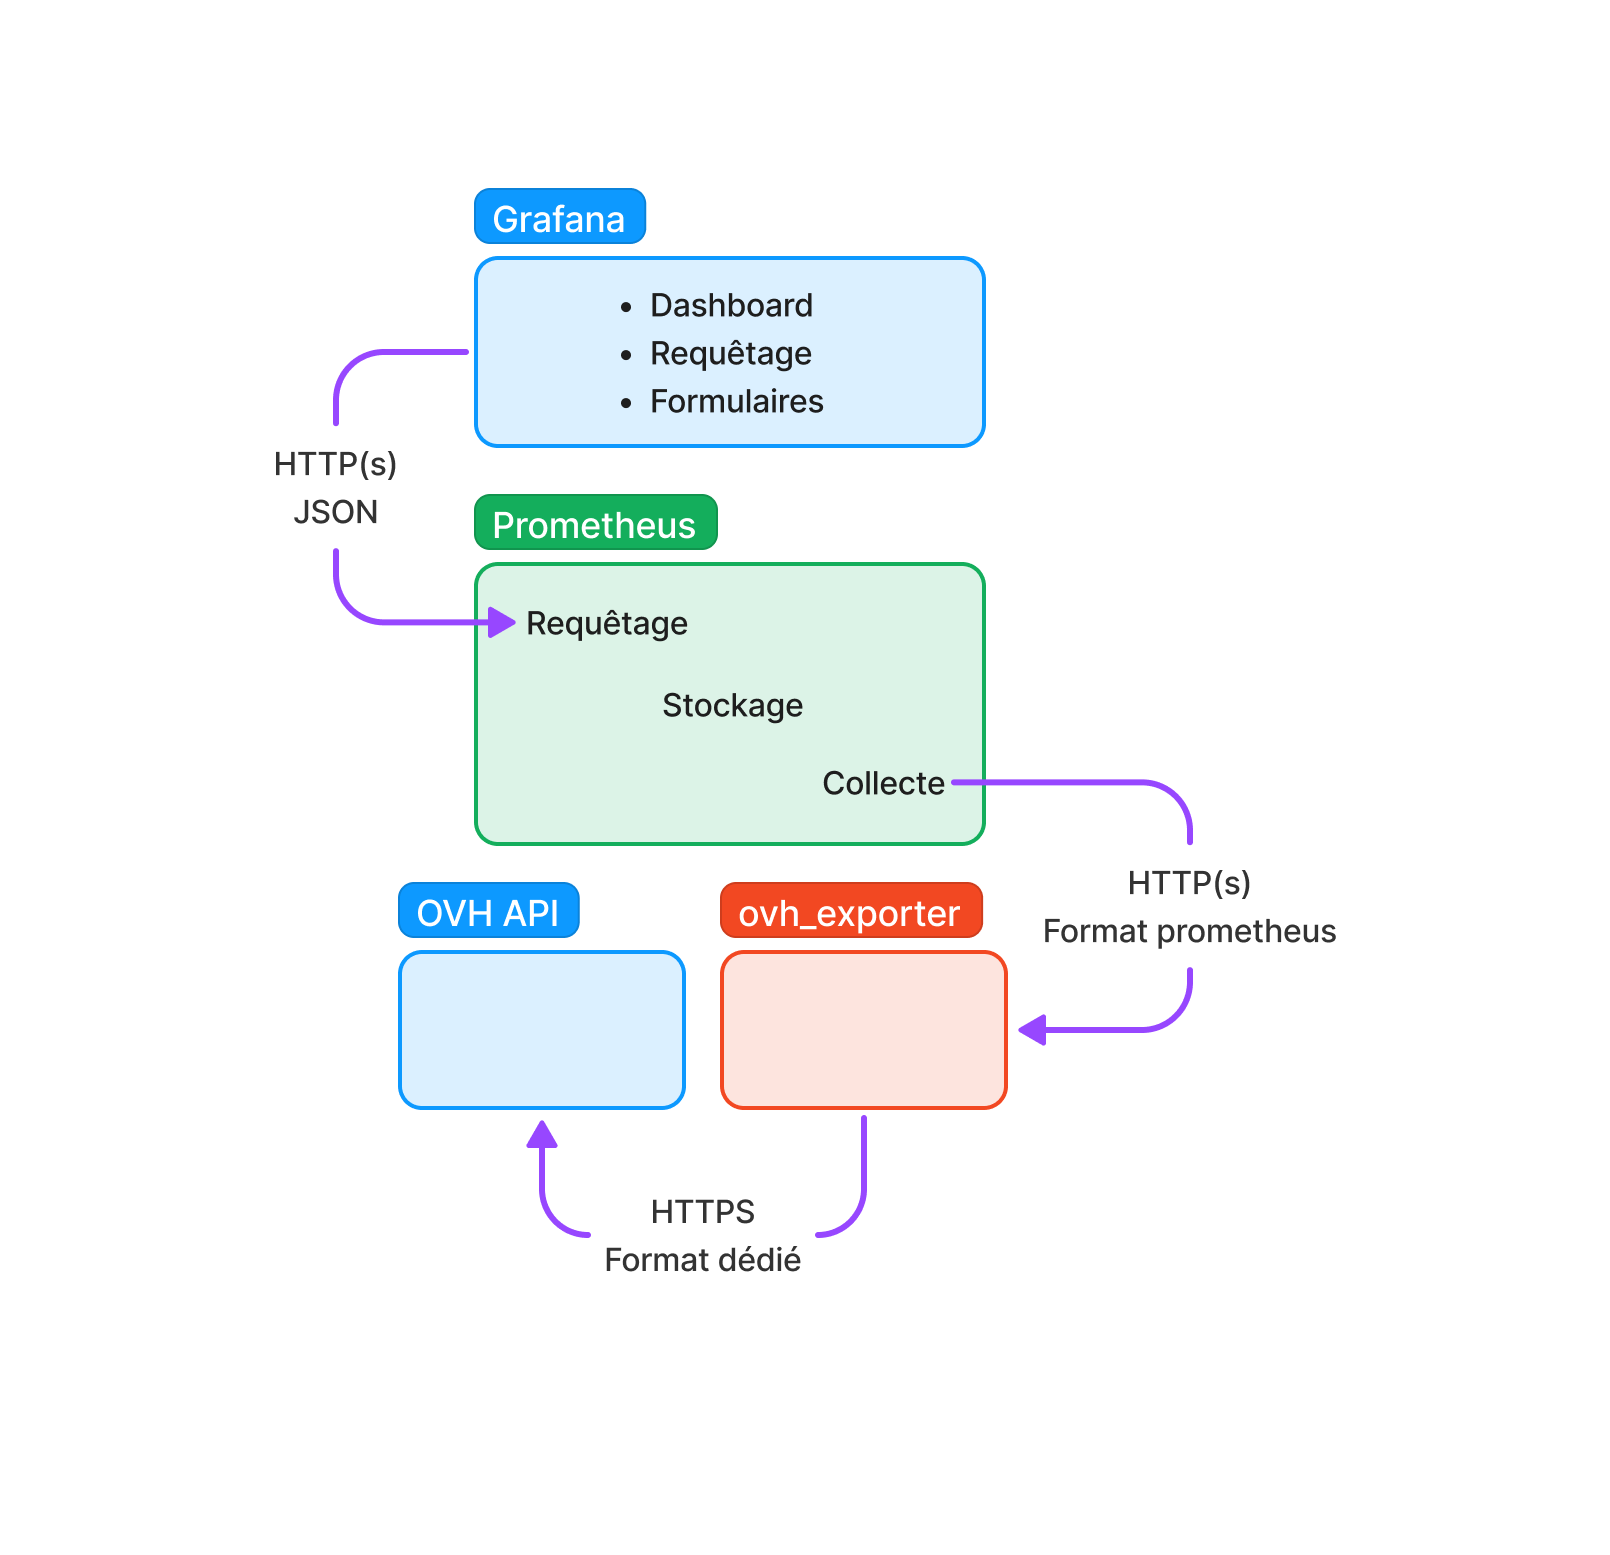 Grafana
• Dashboard
• Requêtage
• Formulaires
HTTP(s)
JSON
Prometheus
Requêtage
Stockage
Collecte
HTTP(s)
Format prometheus
OVH API
ovh_exporter
HTTPS
Format dédié